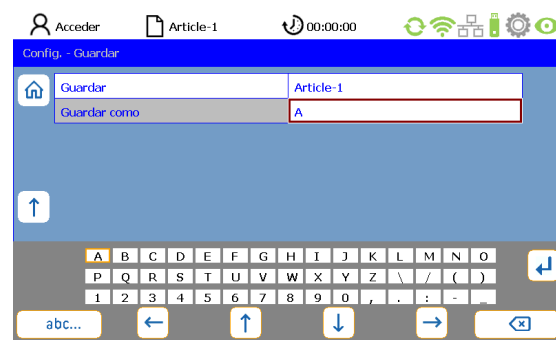 Acceder Article-1 00:00:00
Config. - Guardar
Guardar Article-1
Guardar como A
A B C D E F G H I J K L M N O
P Q R S T U V W X Y Z \ / ( )
1 2 3 4 5 6 7 8 9 0 , . : - _
abc...